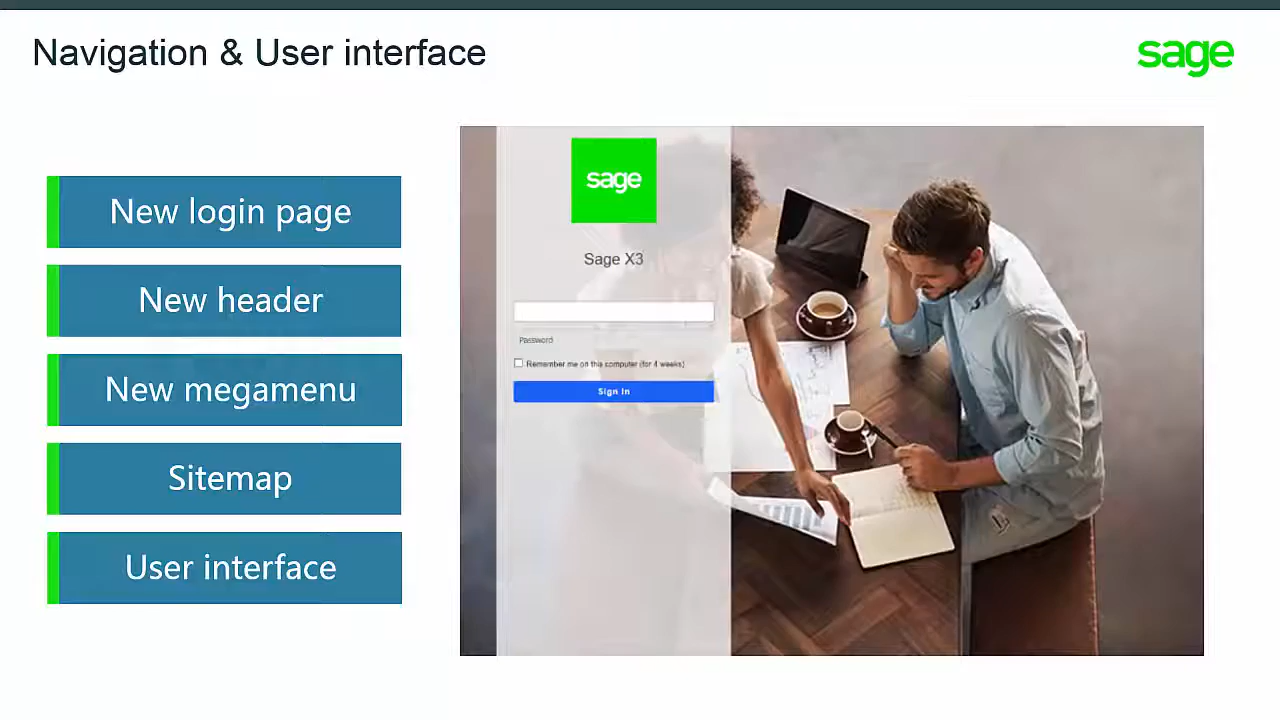 Navigation & User interface
sage
New login page
New header
New megamenu
Sitemap
User interface
sage
Sage X3
Password
Remember me on this computer (for 4 weeks)
Sign In